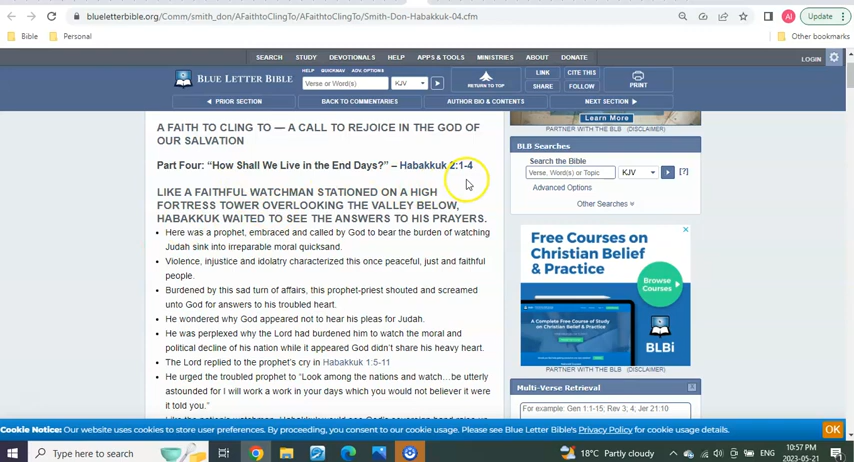 blueletterbible.org/Comm/smith_don/AFaithtoClingTo/AFaithtoClingTo/Smith-Don-Habakkuk-04.cfm
AI
Update
Bible
Personal
Other bookmarks
SEARCH STUDY DEVOTIONALS HELP APPS & TOOLS MINISTRIES ABOUT DONATE
LOGIN
BLUE LETTER BIBLE
HELP QUICKNAV ADV. OPTIONS
Verse or Word(s)
KJV
RETURN TO TOP
LINK
CITE THIS
SHARE
FOLLOW
PRINT
PRIOR SECTION
BACK TO COMMENTARIES
AUTHOR BIO & CONTENTS
NEXT SECTION
A FAITH TO CLING TO — A CALL TO REJOICE IN THE GOD OF
OUR SALVATION
Part Four: “How Shall We Live in the End Days?” – Habakkuk 2:1-4
LIKE A FAITHFUL WATCHMAN STATIONED ON A HIGH
FORTRESS TOWER OVERLOOKING THE VALLEY BELOW,
HABAKKUK WAITED TO SEE THE ANSWERS TO HIS PRAYERS.
Here was a prophet, embraced and called by God to bear the burden of watching
Judah sink into irreparable moral quicksand.
Violence, injustice and idolatry characterized this once peaceful, just and faithful
people.
Burdened by this sad turn of affairs, this prophet-priest shouted and screamed
unto God for answers to his troubled heart.
He wondered why God appeared not to hear his pleas for Judah.
He was perplexed why the Lord had burdened him to watch the moral and
political decline of his nation while it appeared God didn't share his heavy heart.
The Lord replied to the prophet's cry in Habakkuk 1:5-11
He urged the troubled prophet to “Look among the nations and watch…be utterly
astounded for I will work a work in your days which you would not believe it were
it told you.”
Learn More
PARTNER WITH THE BLB (DISCLAIMER)
BLB Searches
Search the Bible
Verse, Word(s) or Topic
KJV
[?]
Advanced Options
Other Searches
Free Courses on
Christian Belief
& Practice
Browse
Courses
BLBi
PARTNER WITH THE BLB (DISCLAIMER)
Multi-Verse Retrieval
x
For example: Gen 1:1-15; Rev 3; 4; Jer 21:10
Cookie Notice: Our website uses cookies to store user preferences. By proceeding, you consent to our cookie usage. Please see Blue Letter Bible's Privacy Policy for cookie usage details.
OK
Type here to search
18°C Partly cloudy
ENG
10:57 PM
2023-05-21